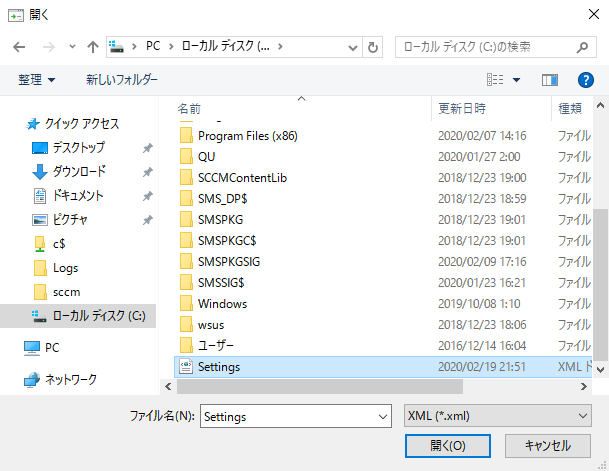 開く
PC › ローカル ディスク (... ›
ローカル ディスク (C:)の検索
整理
新しいフォルダー
名前 更新日時 種類
クイック アクセス
デスクトップ
ダウンロード
ドキュメント
ピクチャ
c$
Logs
sccm
ローカル ディスク (C:)
PC
ネットワーク
Program Files (x86) 2020/02/07 14:16 ファイル
QU 2020/01/27 2:00 ファイル
SCCMContentLib 2018/12/23 19:00 ファイル
SMS_DP$ 2018/12/23 18:59 ファイル
SMSPKG 2018/12/23 19:01 ファイル
SMSPKGC$ 2018/12/23 19:01 ファイル
SMSPKGSIG 2020/02/09 17:16 ファイル
SMSSIG$ 2020/01/23 16:21 ファイル
Windows 2019/10/08 1:10 ファイル
wsus 2018/12/23 18:06 ファイル
ユーザー 2016/12/14 16:04 ファイル
Settings 2020/02/19 21:51 XML ド
ファイル名(N): Settings XML (*.xml)
開く(O) キャンセル